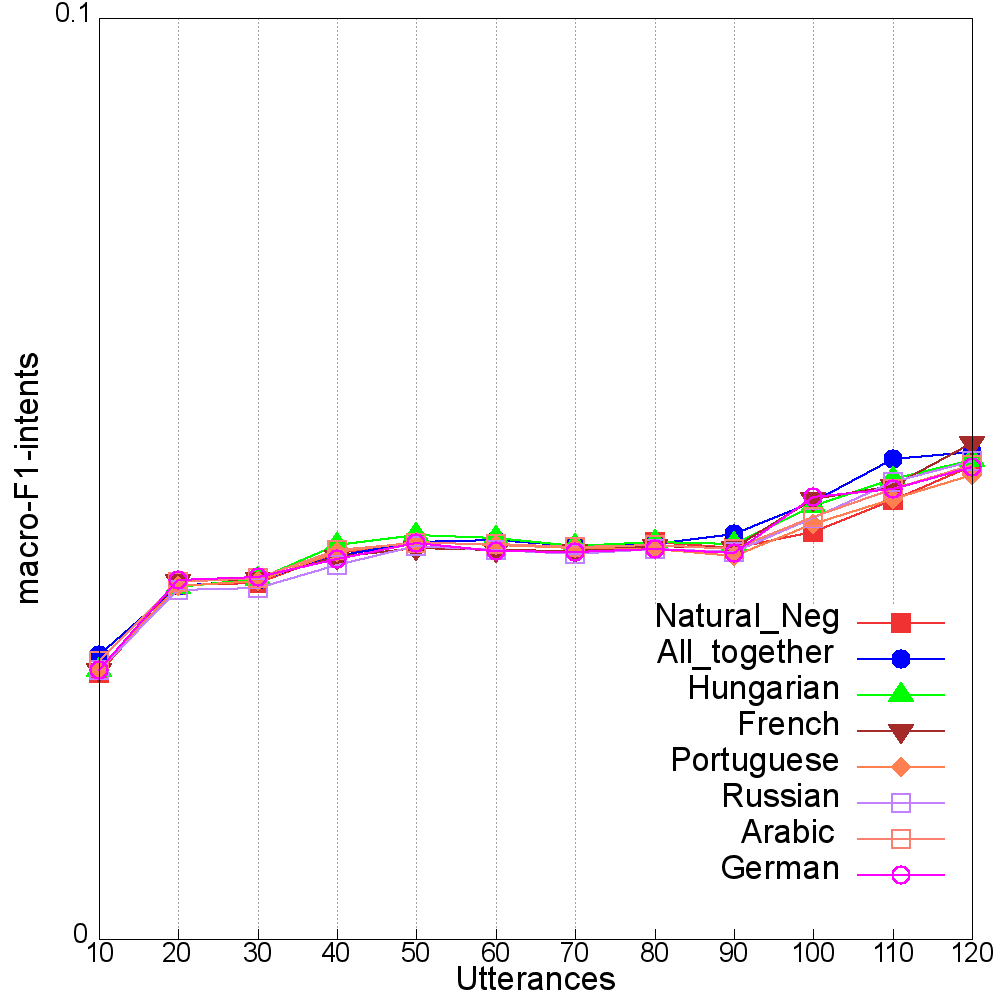 0.1
macro-F1-intents
Natural_Neg
All_together
Hungarian
French
Portuguese
Russian
Arabic
German
0
10 20 30 40 50 60 70 80 90 100 110 120
Utterances